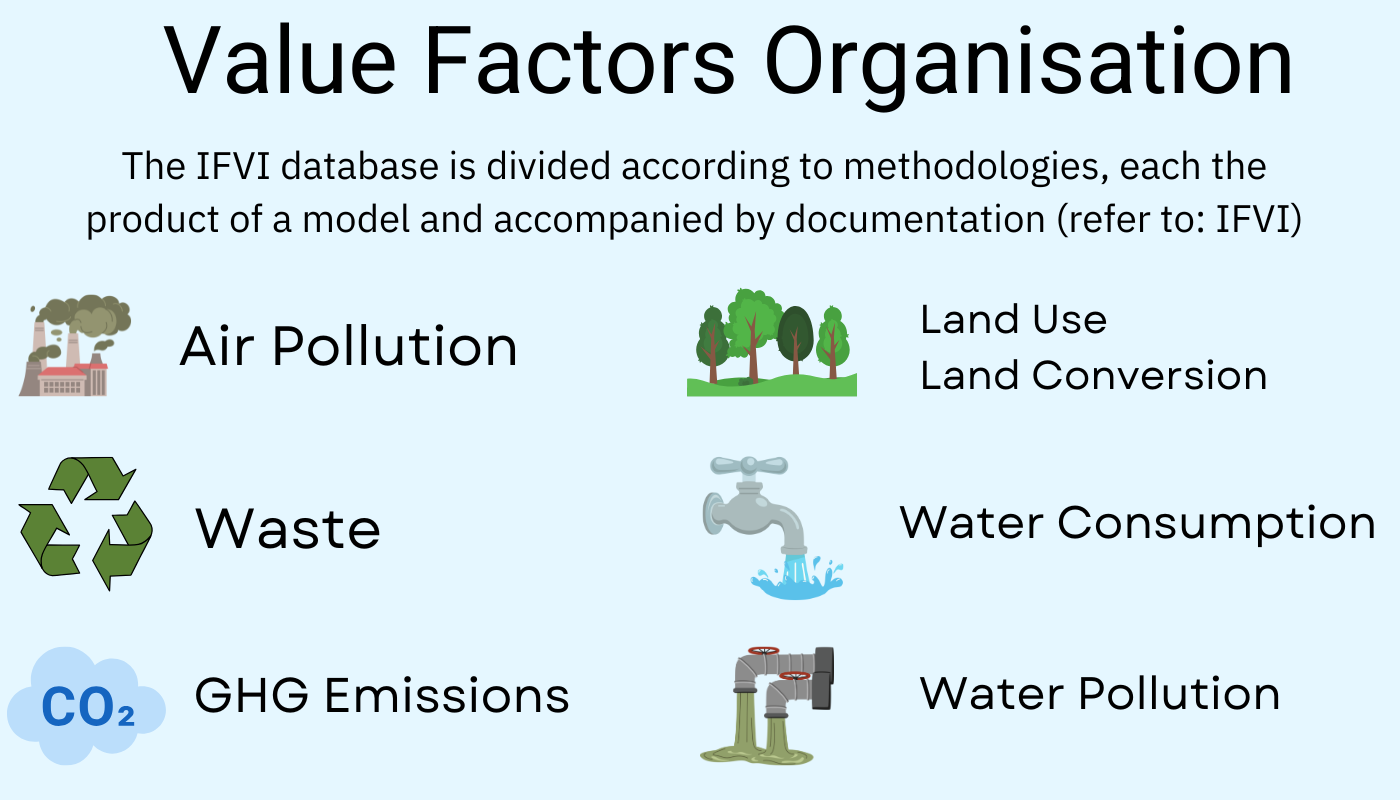 Value Factors Organisation
The IFVI database is divided according to methodologies, each the
product of a model and accompanied by documentation (refer to: IFVI)
Air Pollution
Land Use
Land Conversion
Waste
Water Consumption
CO₂
GHG Emissions
Water Pollution